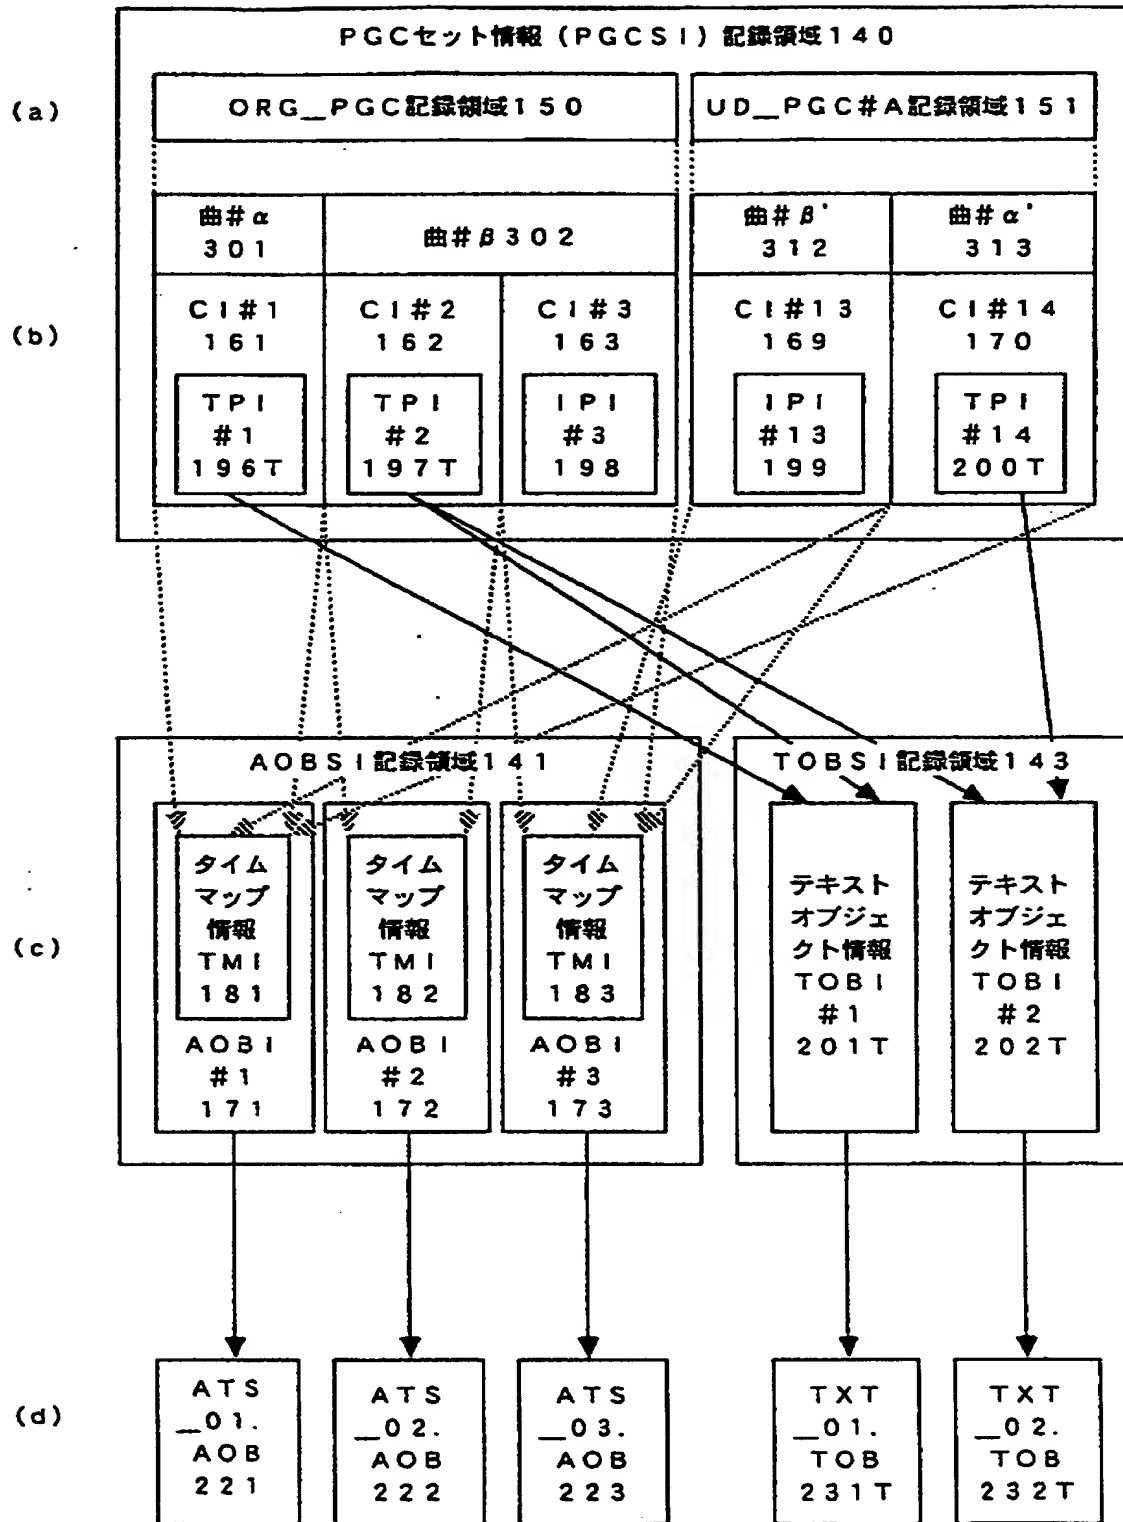 PGCセット情報(PGCSI)記録領域140
(a)
ORG__PGC記録領域150
UD__PGC#A記録領域151
曲#α
301
曲#β302
曲#β'
312
曲#α'
313
(b)
CI#1
161
CI#2
162
CI#3
163
CI#13
169
CI#14
170
TPI
#1
196T
TPI
#2
197T
IPI
#3
198
IPI
#13
199
TPI
#14
200T
AOBSI記録領域141
TOBSI記録領域143
(c)
タイム
マップ
情報
TMI
181
AOBI
#1
171
タイム
マップ
情報
TMI
182
AOBI
#2
172
タイム
マップ
情報
TMI
183
AOBI
#3
173
テキスト
オブジェ
クト情報
TOBI
#1
201T
テキスト
オブジェ
クト情報
TOBI
#2
202T
(d)
ATS
__01.
AOB
221
ATS
__02.
AOB
222
ATS
__03.
AOB
223
TXT
__01.
TOB
231T
TXT
__02.
TOB
232T